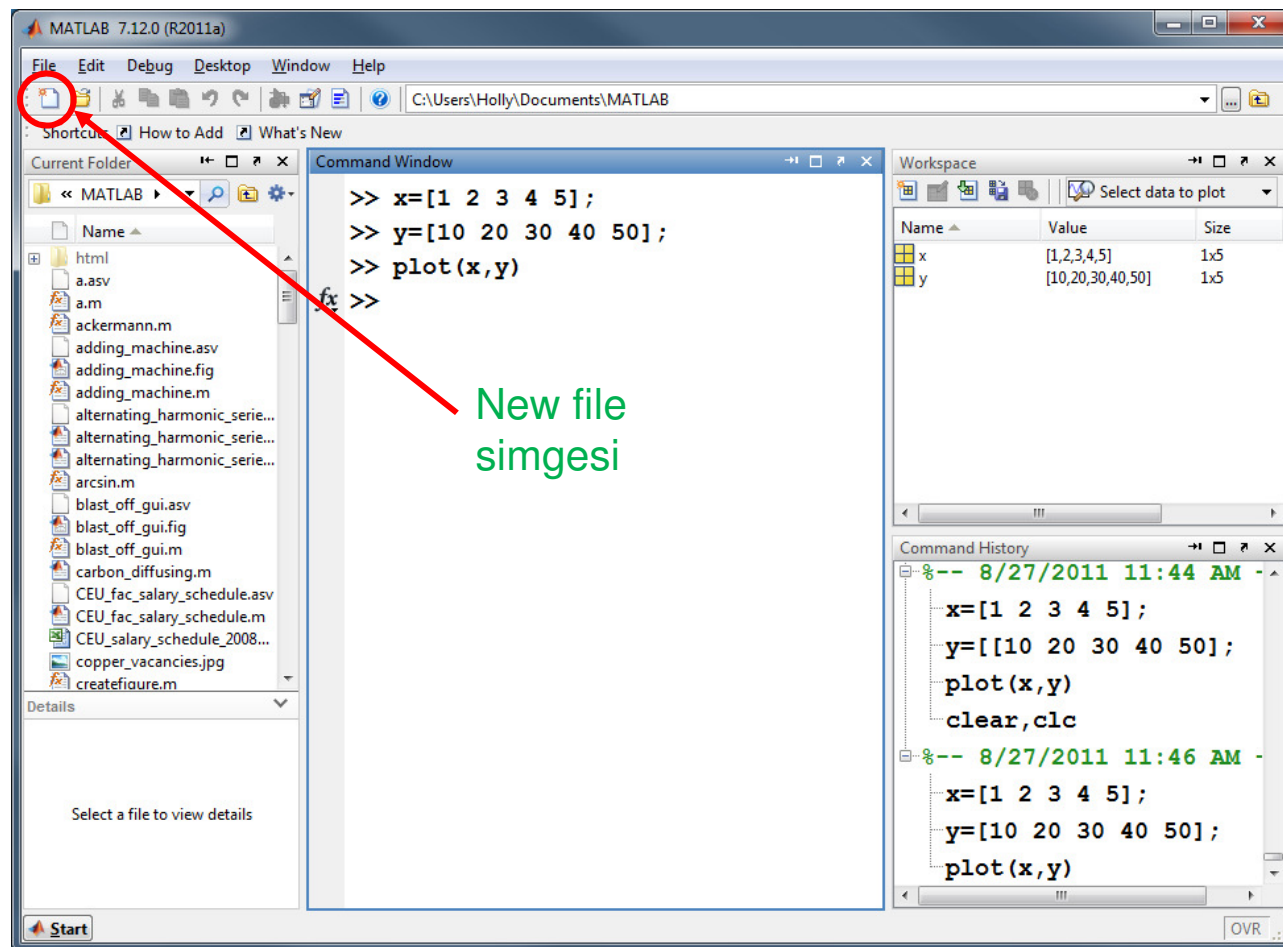 MATLAB 7.12.0 (R2011a)
File Edit Debug Desktop Window Help
C:\Users\Holly\Documents\MATLAB
Shortcuts How to Add What's New
Current Folder
« MATLAB
Name
html
a.asv
a.m
ackermann.m
adding_machine.asv
adding_machine.fig
adding_machine.m
alternating_harmonic_serie...
alternating_harmonic_serie...
alternating_harmonic_serie...
arcsin.m
blast_off_gui.asv
blast_off_gui.fig
blast_off_gui.m
carbon_diffusing.m
CEU_fac_salary_schedule.asv
CEU_fac_salary_schedule.m
CEU_salary_schedule_2008...
copper_vacancies.jpg
createfigure.m
Details
Select a file to view details
Command Window
>> x=[1 2 3 4 5];
>> y=[10 20 30 40 50];
>> plot(x,y)
fx >>
New file
simgesi
Workspace
Select data to plot
Name Value Size
x [1,2,3,4,5] 1x5
y [10,20,30,40,50] 1x5
Command History
%-- 8/27/2011 11:44 AM -
x=[1 2 3 4 5];
y=[[10 20 30 40 50];
plot(x,y)
clear,clc
%-- 8/27/2011 11:46 AM -
x=[1 2 3 4 5];
y=[10 20 30 40 50];
plot(x,y)
Start
OVR